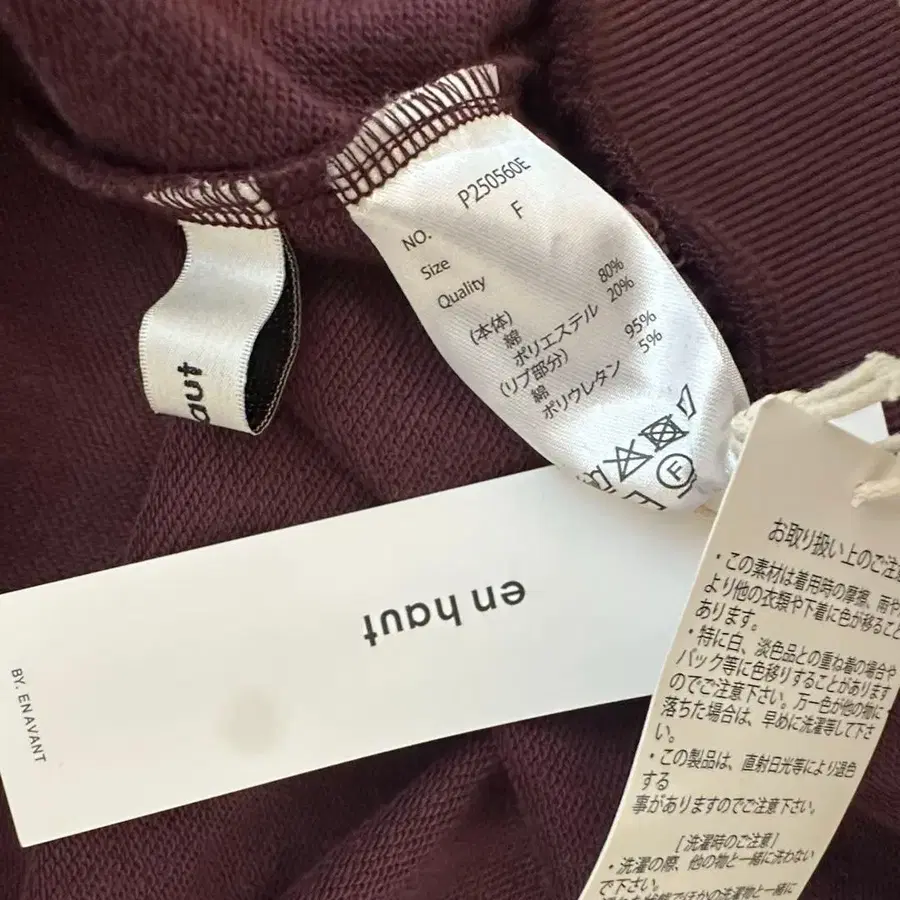 NO. P250560E
Size F
Quality
(本体)
綿 80%
ポリエステル 20%
(リブ部分)
綿 95%
ポリウレタン 5%
F
haut
en haut
BY. EN AVANT
お取り扱い上のご注意
・この素材は着用時の摩擦、雨や
より他の衣類や下着に色が移ること
あります。
・特に白、淡色品との重ね着の場合や
パック等に色移りすることがあります
のでご注意下さい。万一色が他の物に
落ちた場合は、早めに洗濯等して下さ
い。
・この製品は、直射日光等により退色
する
事がありますのでご注意下さい。
[洗濯時のご注意]
・洗濯の際、他の物と一緒に洗わない
で下さい。